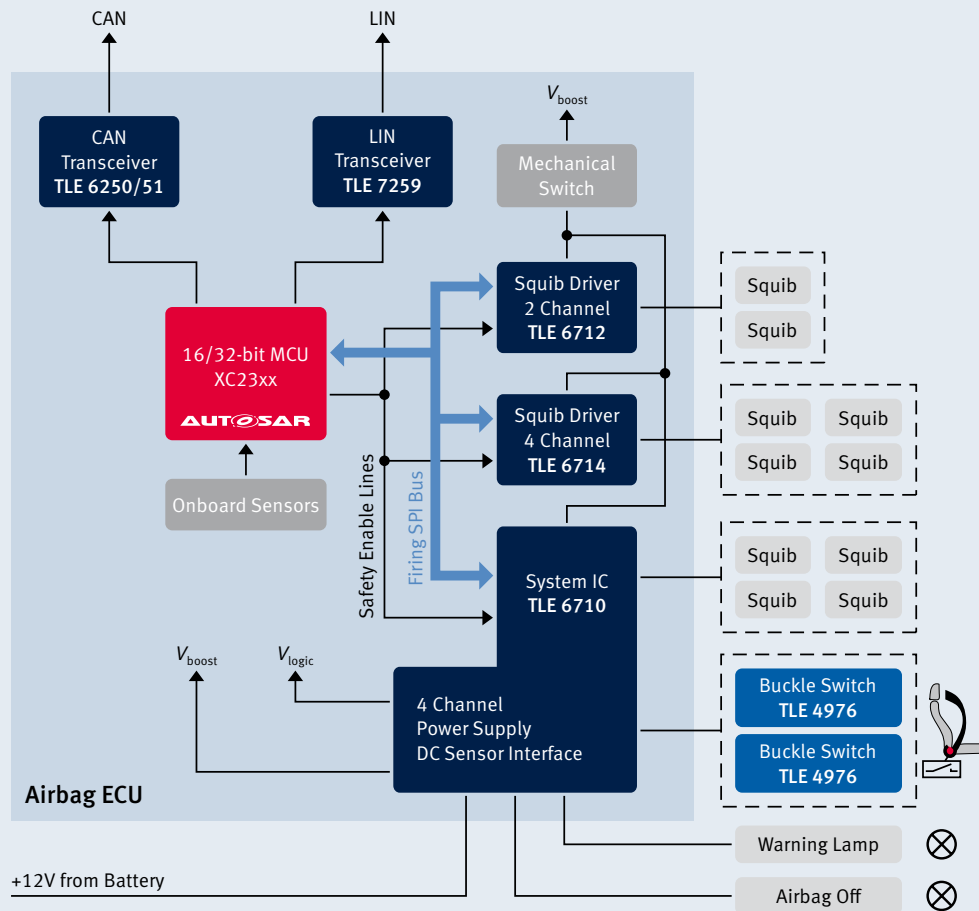 CAN
LIN
CAN
Transceiver
TLE 6250/51
LIN
Transceiver
TLE 7259
Vboost
Mechanical
Switch
Squib Driver
2 Channel
TLE 6712
Squib
Squib
16/32-bit MCU
XC23xx
AUTOSAR
Squib Driver
4 Channel
TLE 6714
Squib
Squib
Squib
Squib
Onboard Sensors
Safety Enable Lines
Firing SPI Bus
System IC
TLE 6710
Squib
Squib
Squib
Squib
Vboost
Vlogic
4 Channel
Power Supply
DC Sensor Interface
Buckle Switch
TLE 4976
Buckle Switch
TLE 4976
Airbag ECU
Warning Lamp
+12V from Battery
Airbag Off